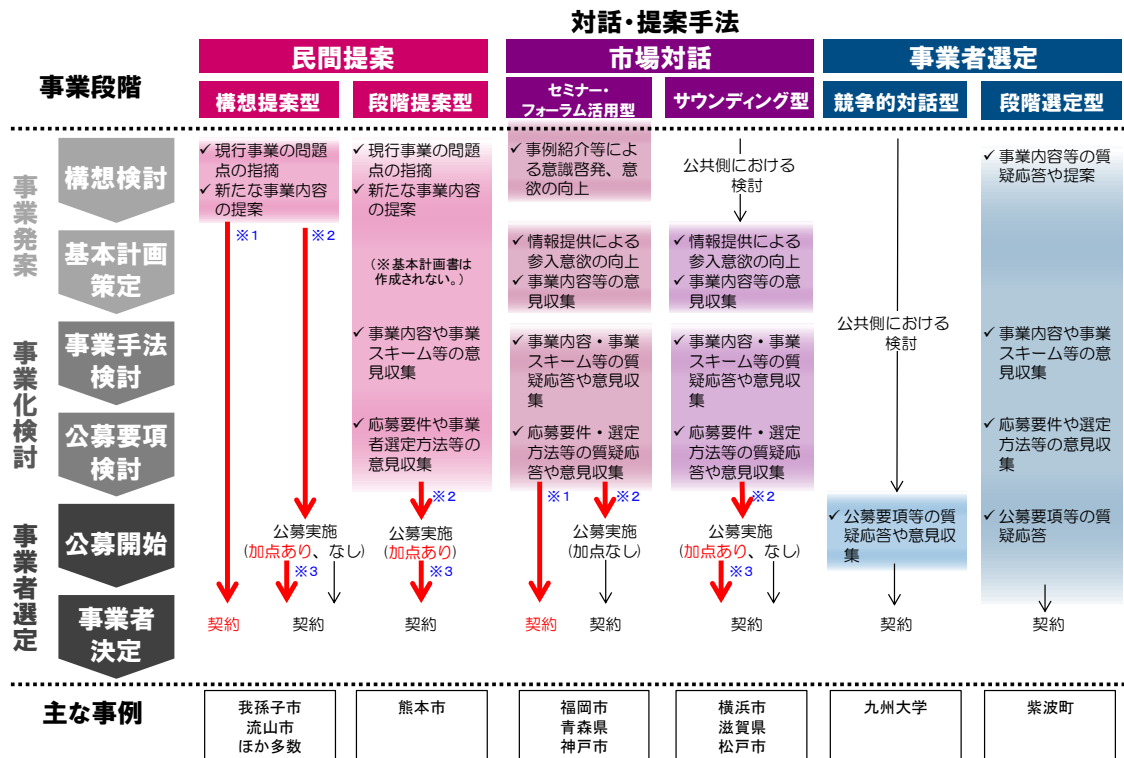 対話・提案手法
事業段階
民間提案
市場対話
事業者選定
構想提案型
段階提案型
セミナー・
フォーラム活用型
サウンディング型
競争的対話型
段階選定型
事業発案
事業化検討
事業者選定
構想検討
基本計画
策定
事業手法
検討
公募要項
検討
公募開始
事業者
決定
✓ 現行事業の問題
点の指摘
✓ 新たな事業内容
の提案
※1
※2
公募実施
(加点あり、なし)
※3
契約
契約
✓ 現行事業の問題
点の指摘
✓ 新たな事業内容
の提案
(※基本計画書は
作成されない。)
✓ 事業内容や事業
スキーム等の意
見収集
✓ 応募要件や事業
者選定方法等の
意見収集
※2
公募実施
(加点あり)
※3
契約
✓ 事例紹介等によ
る意識啓発、意
欲の向上
✓ 情報提供による
参入意欲の向上
✓ 事業内容等の意
見収集
✓ 事業内容・事業
スキーム等の質
疑応答や意見収
集
✓ 応募要件・選定
方法等の質疑応
答や意見収集
※1
※2
公募実施
(加点なし)
契約
契約
公共側における
検討
✓ 情報提供による
参入意欲の向上
✓ 事業内容等の意
見収集
✓ 事業内容・事業
スキーム等の質
疑応答や意見収
集
✓ 応募要件・選定
方法等の質疑応
答や意見収集
※2
公募実施
(加点あり、なし)
※3
契約
公共側における
検討
✓ 公募要項等の質
疑応答や意見収
集
契約
✓ 事業内容等の質
疑応答や提案
✓ 事業内容や事業
スキーム等の意
見収集
✓ 応募要件や選定
方法等の意見収
集
✓ 公募要項等の質
疑応答
契約
主な事例
我孫子市
流山市
ほか多数
熊本市
福岡市
青森県
神戸市
横浜市
滋賀県
松戸市
九州大学
紫波町